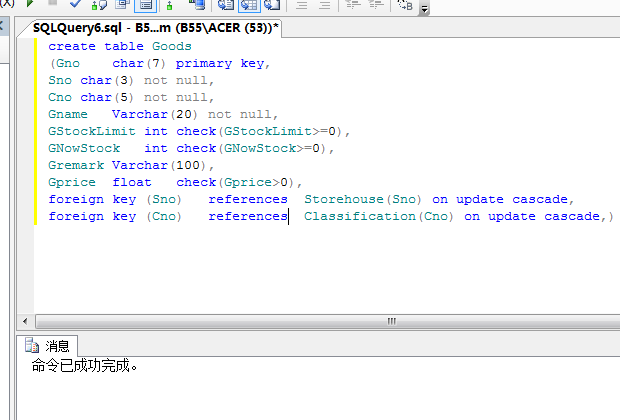 SQLQuery6.sql - B5...m (B55\ACER (53))*
create table Goods
(Gno    char(7) primary key,
Sno char(3) not null,
Cno char(5) not null,
Gname   Varchar(20) not null,
GStockLimit int check(GStockLimit>=0),
GNowStock   int check(GNowStock>=0),
Gremark Varchar(100),
Gprice  float   check(Gprice>0),
foreign key (Sno)   references  Storehouse(Sno) on update cascade,
foreign key (Cno)   references  Classification(Cno) on update cascade,)
消息
命令已成功完成。